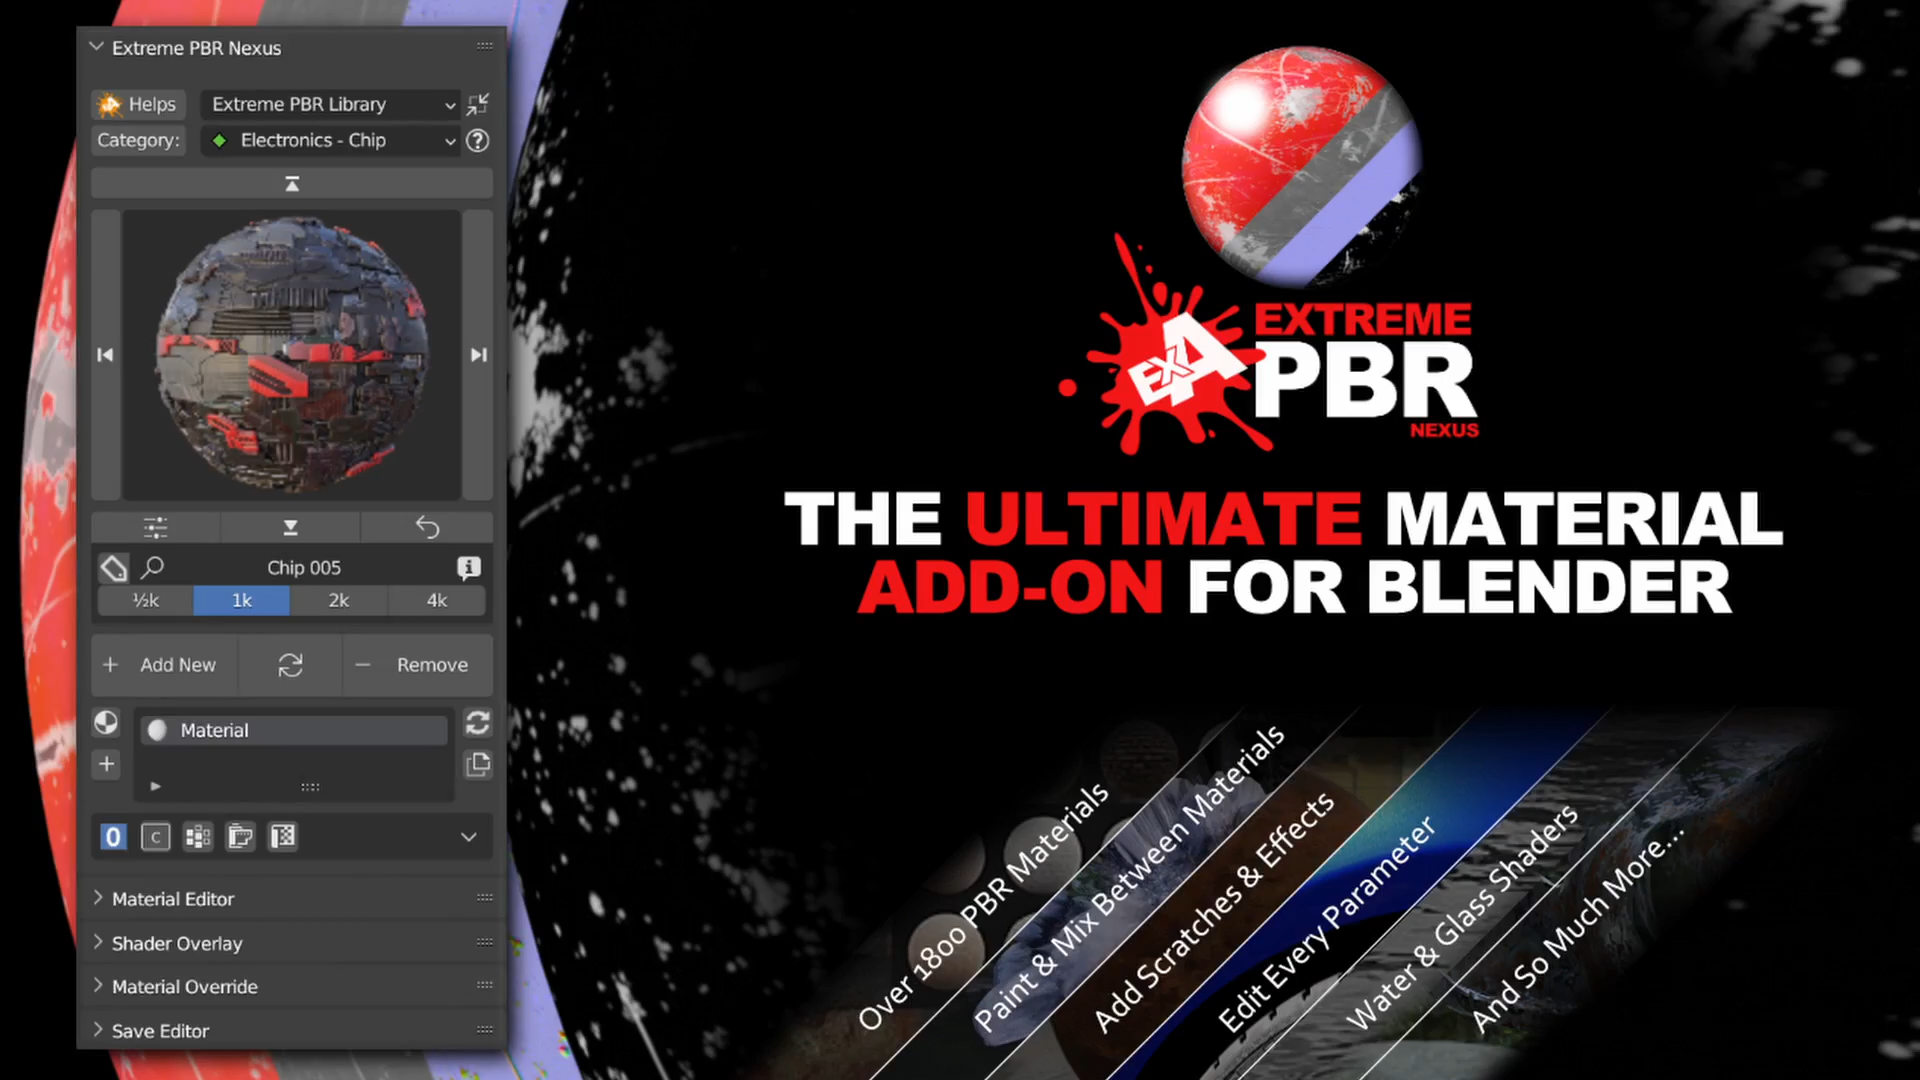 Extreme PBR Nexus
Helps
Extreme PBR Library
Category:
Electronics - Chip
Chip 005
½k
1k
2k
4k
Add New
Remove
Material
0
C
Material Editor
Shader Overlay
Material Override
Save Editor
EXA
EXTREME
PBR
NEXUS
THE ULTIMATE MATERIAL
ADD-ON FOR BLENDER
Over 1800 PBR Materials
Paint & Mix Between Materials
Add Scratches & Effects
Edit Every Parameter
Water & Glass Shaders
And So Much More...